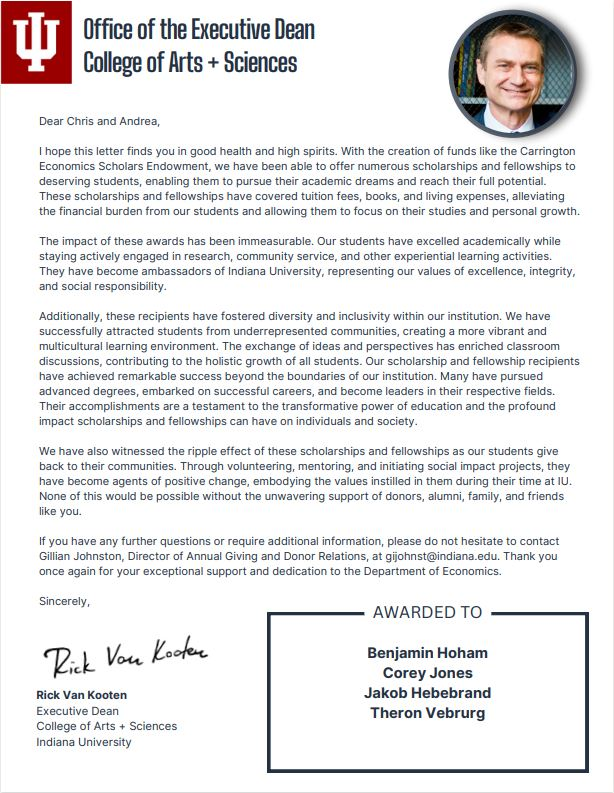 Office of the Executive Dean
College of Arts + Sciences
Dear Chris and Andrea,
I hope this letter finds you in good health and high spirits. With the creation of funds like the Carrington
Economics Scholars Endowment, we have been able to offer numerous scholarships and fellowships to
deserving students, enabling them to pursue their academic dreams and reach their full potential.
These scholarships and fellowships have covered tuition fees, books, and living expenses, alleviating
the financial burden from our students and allowing them to focus on their studies and personal growth.
The impact of these awards has been immeasurable. Our students have excelled academically while
staying actively engaged in research, community service, and other experiential learning activities.
They have become ambassadors of Indiana University, representing our values of excellence, integrity,
and social responsibility.
Additionally, these recipients have fostered diversity and inclusivity within our institution. We have
successfully attracted students from underrepresented communities, creating a more vibrant and
multicultural learning environment. The exchange of ideas and perspectives has enriched classroom
discussions, contributing to the holistic growth of all students. Our scholarship and fellowship recipients
have achieved remarkable success beyond the boundaries of our institution. Many have pursued
advanced degrees, embarked on successful careers, and become leaders in their respective fields.
Their accomplishments are a testament to the transformative power of education and the profound
impact scholarships and fellowships can have on individuals and society.
We have also witnessed the ripple effect of these scholarships and fellowships as our students give
back to their communities. Through volunteering, mentoring, and initiating social impact projects, they
have become agents of positive change, embodying the values instilled in them during their time at IU.
None of this would be possible without the unwavering support of donors, alumni, family, and friends
like you.
If you have any further questions or require additional information, please do not hesitate to contact
Gillian Johnston, Director of Annual Giving and Donor Relations, at gijohnst@indiana.edu. Thank you
once again for your exceptional support and dedication to the Department of Economics.
Sincerely,
Rick Van Kooten
Rick Van Kooten
Executive Dean
College of Arts + Sciences
Indiana University
AWARDED TO
Benjamin Hoham
Corey Jones
Jakob Hebebrand
Theron Vebrurg